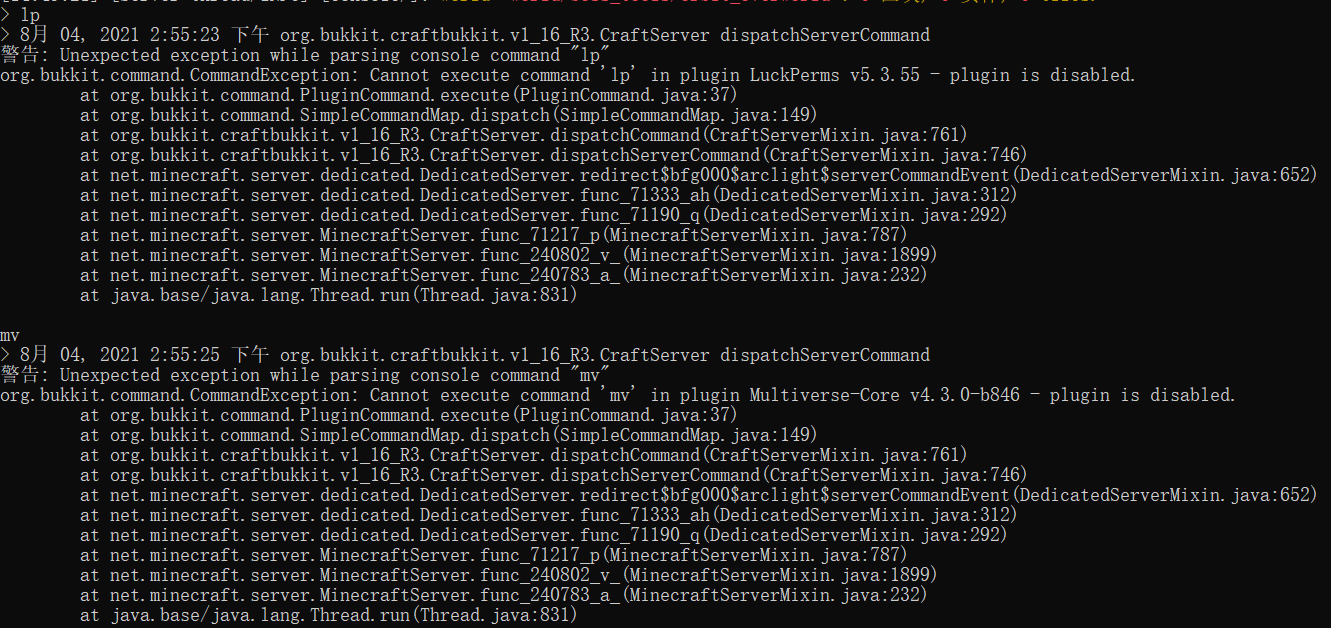 > lp
> 8月 04, 2021 2:55:23 下午 org.bukkit.craftbukkit.v1_16_R3.CraftServer dispatchServerCommand
警告: Unexpected exception while parsing console command "lp"
org.bukkit.command.CommandException: Cannot execute command 'lp' in plugin LuckPerms v5.3.55 - plugin is disabled.
at org.bukkit.command.PluginCommand.execute(PluginCommand.java:37)
at org.bukkit.command.SimpleCommandMap.dispatch(SimpleCommandMap.java:149)
at org.bukkit.craftbukkit.v1_16_R3.CraftServer.dispatchCommand(CraftServerMixin.java:761)
at org.bukkit.craftbukkit.v1_16_R3.CraftServer.dispatchServerCommand(CraftServerMixin.java:746)
at net.minecraft.server.dedicated.DedicatedServer.redirect$bfg000$arclight$serverCommandEvent(DedicatedServerMixin.java:652)
at net.minecraft.server.dedicated.DedicatedServer.func_71333_ah(DedicatedServerMixin.java:312)
at net.minecraft.server.dedicated.DedicatedServer.func_71190_q(DedicatedServerMixin.java:292)
at net.minecraft.server.MinecraftServer.func_71217_p(MinecraftServerMixin.java:787)
at net.minecraft.server.MinecraftServer.func_240802_v_(MinecraftServerMixin.java:1899)
at net.minecraft.server.MinecraftServer.func_240783_a_(MinecraftServerMixin.java:232)
at java.base/java.lang.Thread.run(Thread.java:831)
mv
> 8月 04, 2021 2:55:25 下午 org.bukkit.craftbukkit.v1_16_R3.CraftServer dispatchServerCommand
警告: Unexpected exception while parsing console command "mv"
org.bukkit.command.CommandException: Cannot execute command 'mv' in plugin Multiverse-Core v4.3.0-b846 - plugin is disabled.
at org.bukkit.command.PluginCommand.execute(PluginCommand.java:37)
at org.bukkit.command.SimpleCommandMap.dispatch(SimpleCommandMap.java:149)
at org.bukkit.craftbukkit.v1_16_R3.CraftServer.dispatchCommand(CraftServerMixin.java:761)
at org.bukkit.craftbukkit.v1_16_R3.CraftServer.dispatchServerCommand(CraftServerMixin.java:746)
at net.minecraft.server.dedicated.DedicatedServer.redirect$bfg000$arclight$serverCommandEvent(DedicatedServerMixin.java:652)
at net.minecraft.server.dedicated.DedicatedServer.func_71333_ah(DedicatedServerMixin.java:312)
at net.minecraft.server.dedicated.DedicatedServer.func_71190_q(DedicatedServerMixin.java:292)
at net.minecraft.server.MinecraftServer.func_71217_p(MinecraftServerMixin.java:787)
at net.minecraft.server.MinecraftServer.func_240802_v_(MinecraftServerMixin.java:1899)
at net.minecraft.server.MinecraftServer.func_240783_a_(MinecraftServerMixin.java:232)
at java.base/java.lang.Thread.run(Thread.java:831)